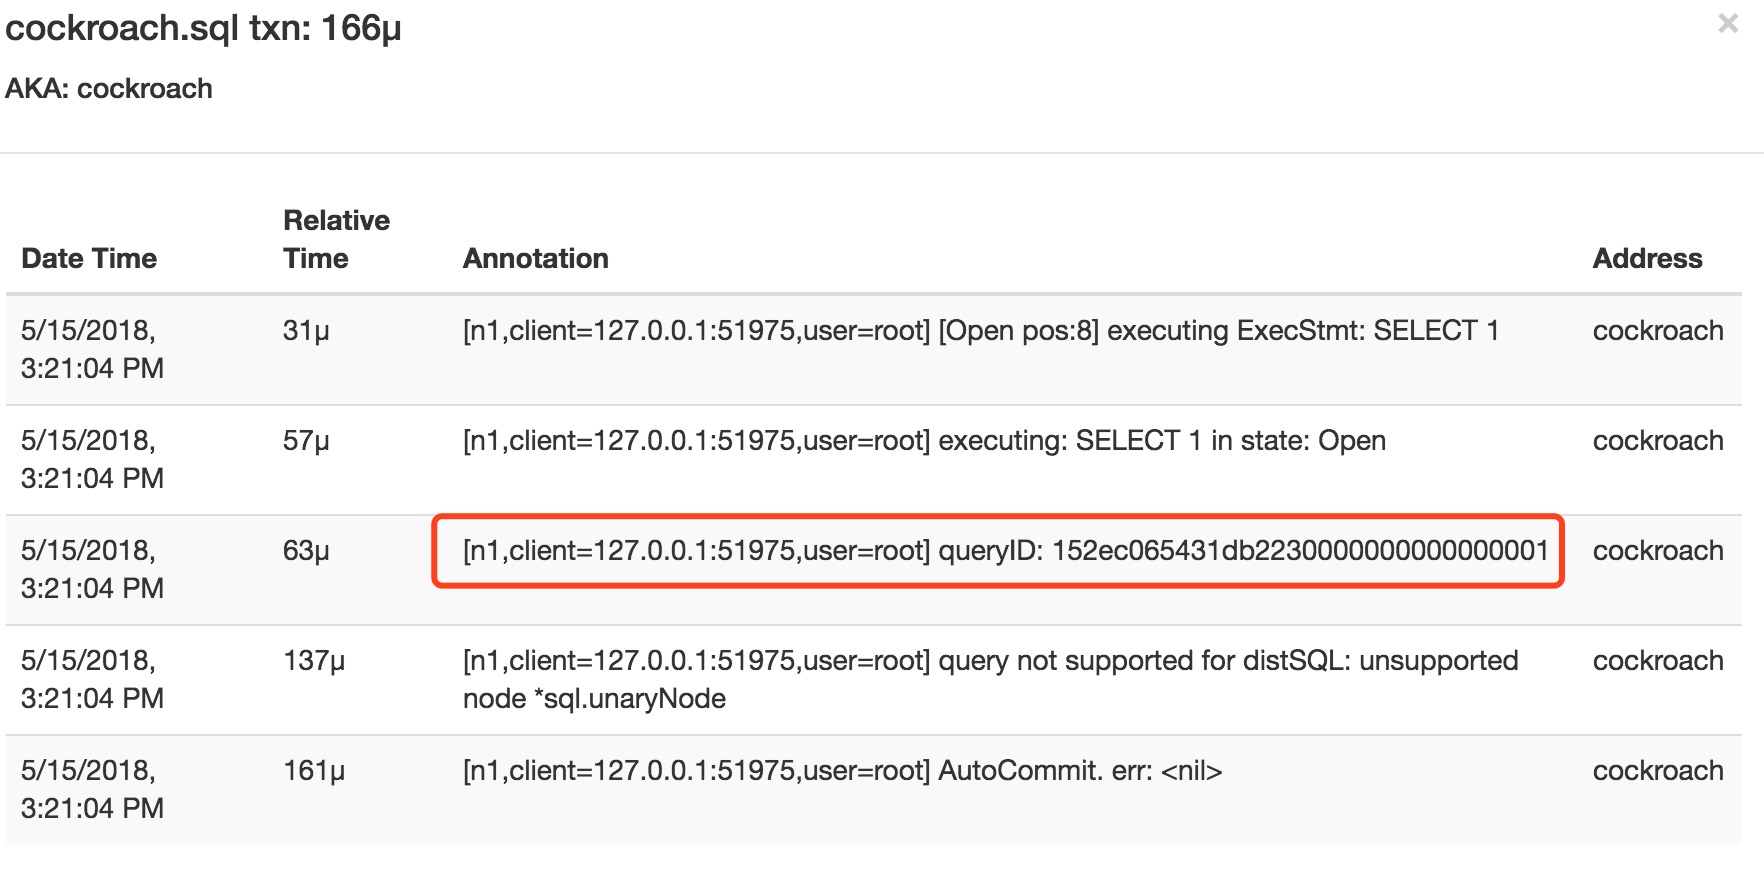 cockroach.sql txn: 166µ ×
AKA: cockroach
Relative
Date Time Time Annotation Address
5/15/2018, 31µ [n1,client=127.0.0.1:51975,user=root] [Open pos:8] executing ExecStmt: SELECT 1 cockroach
3:21:04 PM
5/15/2018, 57µ [n1,client=127.0.0.1:51975,user=root] executing: SELECT 1 in state: Open cockroach
3:21:04 PM
5/15/2018, 63µ [n1,client=127.0.0.1:51975,user=root] queryID: 152ec065431db2230000000000000001 cockroach
3:21:04 PM
5/15/2018, 137µ [n1,client=127.0.0.1:51975,user=root] query not supported for distSQL: unsupported cockroach
3:21:04 PM node *sql.unaryNode
5/15/2018, 161µ [n1,client=127.0.0.1:51975,user=root] AutoCommit. err: <nil> cockroach
3:21:04 PM